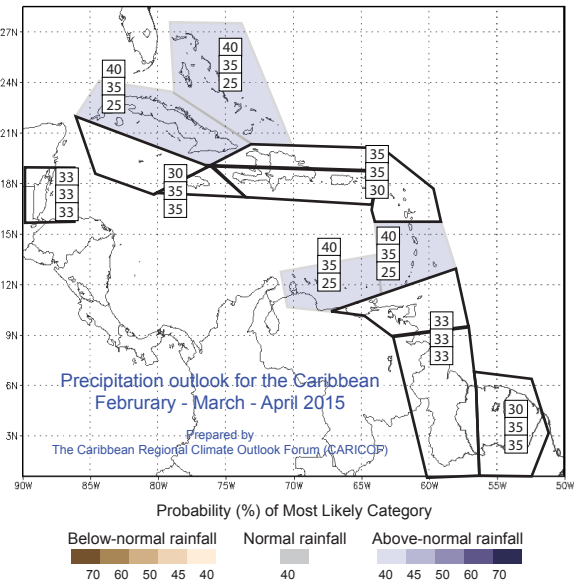 27N
24N
21N
18N
15N
12N
9N
6N
3N
40
35
25
40
35
25
35
35
30
33
33
33
30
35
35
40
35
25
40
35
25
33
33
33
30
35
35
Precipitation outlook for the Caribbean
Februrary - March - April 2015
Prepared by
The Caribbean Regional Climate Outlook Forum (CARICOF)
90W 85W 80W 75W 70W 65W 60W 55W 50W
Probability (%) of Most Likely Category
Below-normal rainfall Normal rainfall Above-normal rainfall
70 60 50 45 40 40 40 45 50 60 70